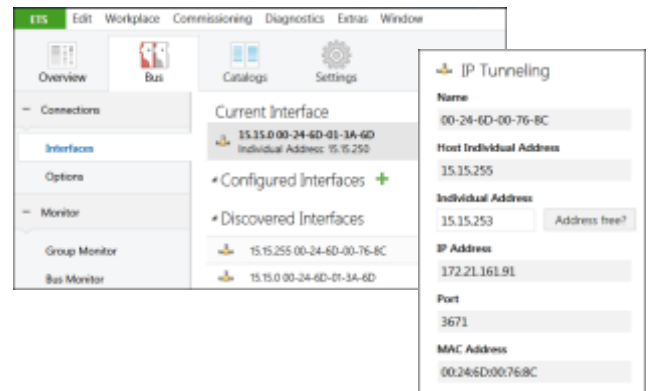 ETS Edit Workplace Commissioning Diagnostics Extras Window
Overview Bus Catalogs Settings
Connections
Interfaces
Options
Monitor
Group Monitor
Bus Monitor
Current Interface
15.15.0 00-24-6D-01-3A-6D
Individual Address: 15.15.250
Configured Interfaces +
Discovered Interfaces
15.15.255 00-24-6D-00-76-8C
15.15.0 00-24-6D-01-3A-6D
IP Tunneling
Name
00-24-6D-00-76-8C
Host Individual Address
15.15.255
Individual Address
15.15.253 Address free?
IP Address
172.21.161.91
Port
3671
MAC Address
00:24:6D:00:76:8C